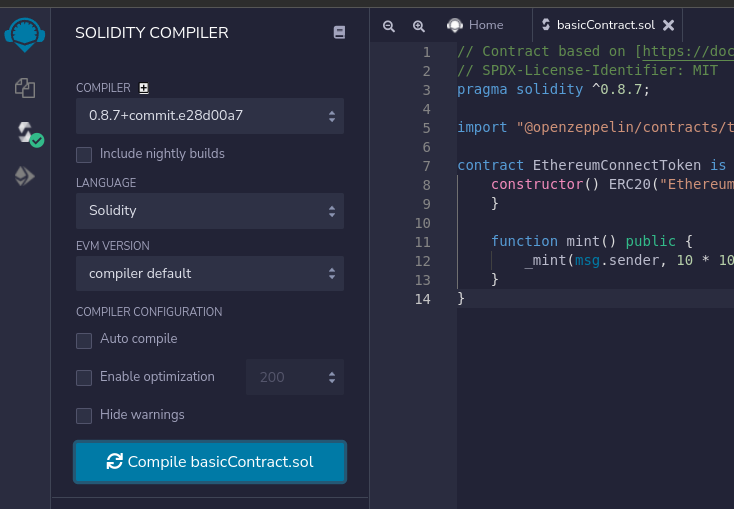 SOLIDITY COMPILER
COMPILER
0.8.7+commit.e28d00a7
Include nightly builds
LANGUAGE
Solidity
EVM VERSION
compiler default
COMPILER CONFIGURATION
Auto compile
Enable optimization
200
Hide warnings
Compile basicContract.sol
Home
basicContract.sol
1 // Contract based on [https://doc
2 // SPDX-License-Identifier: MIT
3 pragma solidity ^0.8.7;
4
5 import "@openzeppelin/contracts/t
6
7 contract EthereumConnectToken is
8 constructor() ERC20("Ethereum
9 }
10
11 function mint() public {
12 _mint(msg.sender, 10 * 10
13 }
14 }